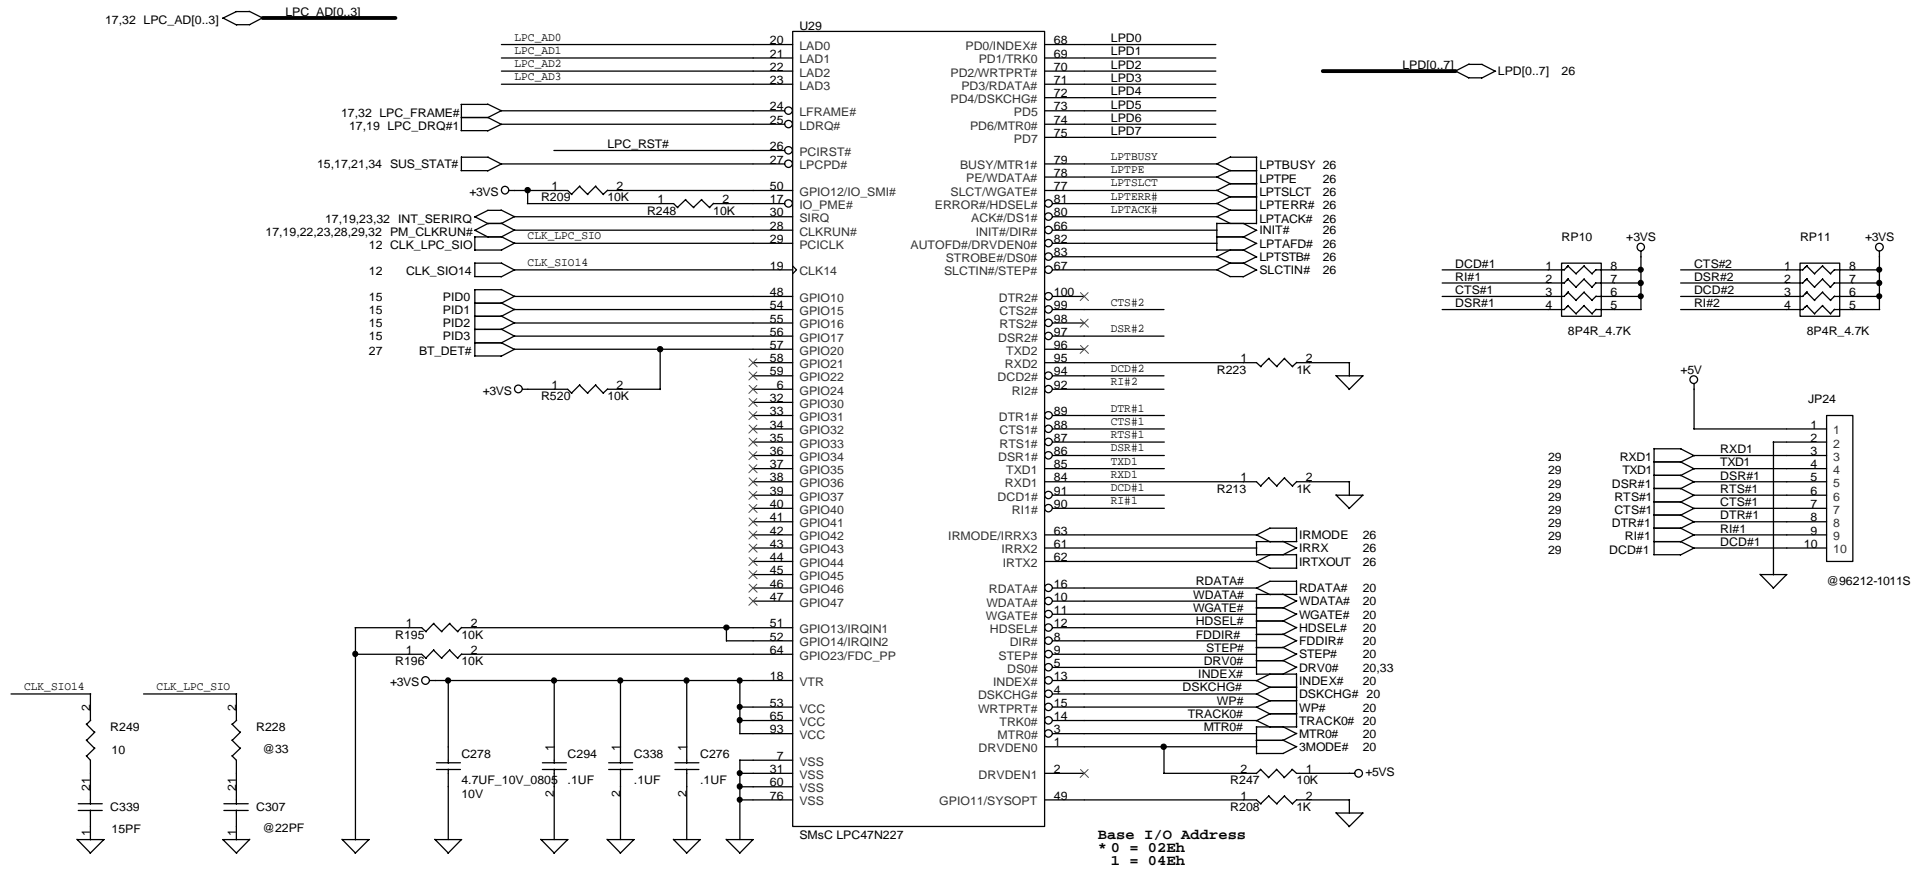 17,32 LPC_AD[0..3] LPC_AD[0..3]
U29
LPC_AD0 20 LAD0
LPC_AD1 21 LAD1
LPC_AD2 22 LAD2
LPC_AD3 23 LAD3
17,32 LPC_FRAME# 24 LFRAME#
17,19 LPC_DRQ#1 25 LDRQ#
LPC_RST# 26 PCIRST#
15,17,21,34 SUS_STAT# 27 LPCPD#
+3VS 1 R209 2 10K 50 GPIO12/IO_SMI#
1 R248 2 10K 17 IO_PME#
17,19,23,32 INT_SERIRQ 30 SIRQ
17,19,22,23,28,29,32 PM_CLKRUN# 28 CLKRUN#
12 CLK_LPC_SIO CLK_LPC_SIO 29 PCICLK
12 CLK_SIO14 CLK_SIO14 19 CLK14
15 PID0 48 GPIO10
15 PID1 54 GPIO15
15 PID2 55 GPIO16
15 PID3 56 GPIO17
27 BT_DET# 57 GPIO20
58 GPIO21
59 GPIO22
+3VS 1 R520 2 10K 6 GPIO24
32 GPIO30
33 GPIO31
34 GPIO32
35 GPIO33
36 GPIO34
37 GPIO35
38 GPIO36
39 GPIO37
40 GPIO40
41 GPIO41
42 GPIO42
43 GPIO43
44 GPIO44
45 GPIO45
46 GPIO46
47 GPIO47
1 R195 2 10K 51 GPIO13/IRQIN1
52 GPIO14/IRQIN2
1 R196 2 10K 64 GPIO23/FDC_PP
+3VS 18 VTR
53 VCC
65 VCC
93 VCC
7 VSS
31 VSS
60 VSS
76 VSS
SMsC LPC47N227
PD0/INDEX# 68 LPD0
PD1/TRK0 69 LPD1
PD2/WRTPRT# 70 LPD2
PD3/RDATA# 71 LPD3
PD4/DSKCHG# 72 LPD4
PD5 73 LPD5
PD6/MTR0# 74 LPD6
PD7 75 LPD7
BUSY/MTR1# 79 LPTBUSY LPTBUSY 26
PE/WDATA# 78 LPTPE LPTPE 26
SLCT/WGATE# 77 LPTSLCT LPTSLCT 26
ERROR#/HDSEL# 81 LPTERR# LPTERR# 26
ACK#/DS1# 80 LPTACK# LPTACK# 26
INIT#/DIR# 66 INIT# 26
AUTOFD#/DRVDEN0# 82 LPTAFD# 26
STROBE#/DS0# 83 LPTSTB# 26
SLCTIN#/STEP# 67 SLCTIN# 26
DTR2# 100
CTS2# 99 CTS#2
RTS2# 98
DSR2# 97 DSR#2
TXD2 96
RXD2 95 1 R223 2 1K
DCD2# 94 DCD#2
RI2# 92 RI#2
DTR1# 89 DTR#1
CTS1# 88 CTS#1
RTS1# 87 RTS#1
DSR1# 86 DSR#1
TXD1 85 TXD1
RXD1 84 RXD1 1 R213 2 1K
DCD1# 91 DCD#1
RI1# 90 RI#1
IRMODE/IRRX3 63 IRMODE 26
IRRX2 61 IRRX 26
IRTX2 62 IRTXOUT 26
RDATA# 16 RDATA# RDATA# 20
WDATA# 10 WDATA# WDATA# 20
WGATE# 11 WGATE# WGATE# 20
HDSEL# 12 HDSEL# HDSEL# 20
DIR# 8 FDDIR# FDDIR# 20
STEP# 9 STEP# STEP# 20
DS0# 5 DRV0# DRV0# 20,33
INDEX# 13 INDEX# INDEX# 20
DSKCHG# 4 DSKCHG# DSKCHG# 20
WRTPRT# 15 WP# WP# 20
TRK0# 14 TRACK0# TRACK0# 20
MTR0# 3 MTR0# MTR0# 20
DRVDEN0 1 3MODE# 20
DRVDEN1 2 2 R247 1 10K +5VS
GPIO11/SYSOPT 49 1 R208 2 1K
Base I/O Address
* 0 = 02Eh
1 = 04Eh
LPD[0..7] LPD[0..7] 26
RP10 +3VS
DCD#1 1 8
RI#1 2 7
CTS#1 3 6
DSR#1 4 5
8P4R_4.7K
RP11 +3VS
CTS#2 1 8
DSR#2 2 7
DCD#2 3 6
RI#2 4 5
8P4R_4.7K
+5V
JP24
1 1
2 2
29 RXD1 RXD1 3 3
29 TXD1 TXD1 4 4
29 DSR#1 DSR#1 5 5
29 RTS#1 RTS#1 6 6
29 CTS#1 CTS#1 7 7
29 DTR#1 DTR#1 8 8
29 RI#1 RI#1 9 9
29 DCD#1 DCD#1 10 10
@96212-1011S
CLK_SIO14
2 R249 10 1
2 C339 15PF 1
CLK_LPC_SIO
2 R228 @33 1
2 C307 @22PF 1
C278 4.7UF_10V_0805 10V
1 C294 .1UF 2
1 C338 .1UF 2
1 C276 .1UF 2